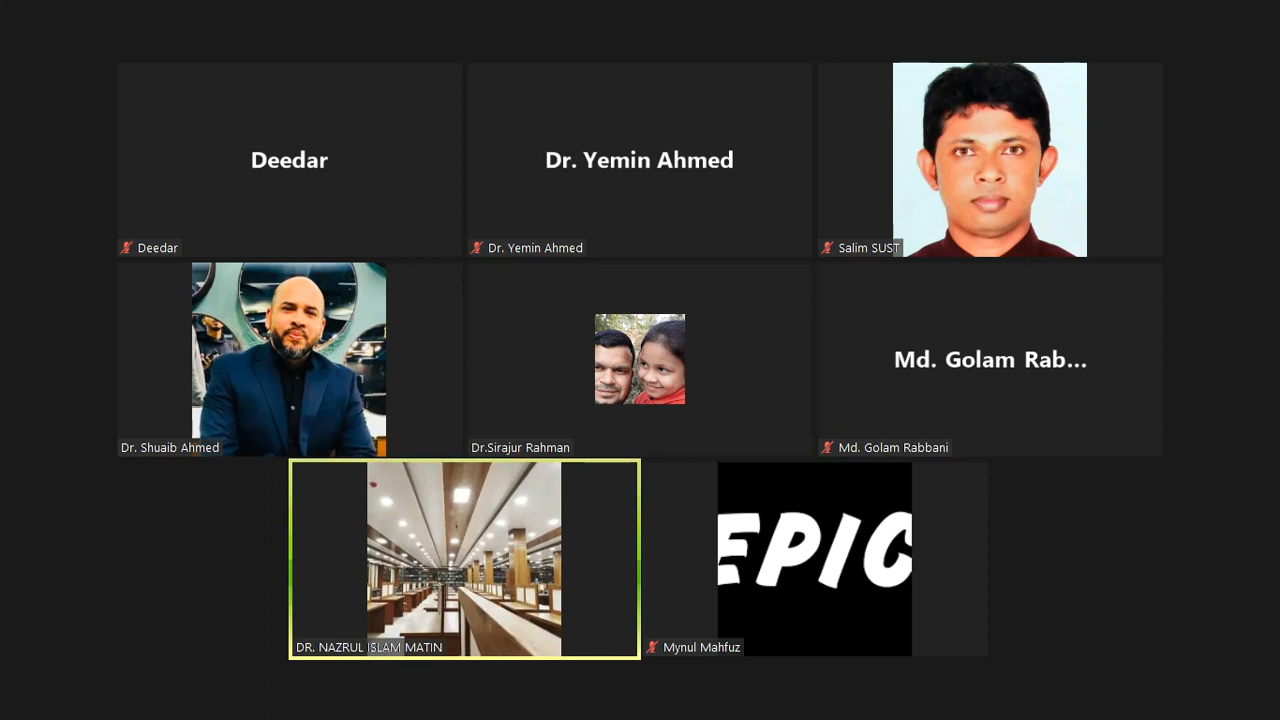 Deedar
Deedar
Dr. Yemin Ahmed
Dr. Yemin Ahmed
Salim SUST
Dr. Shuaib Ahmed
Dr.Sirajur Rahman
Md. Golam Rab...
Md. Golam Rabbani
DR. NAZRUL ISLAM MATIN
EPIC
Mynul Mahfuz